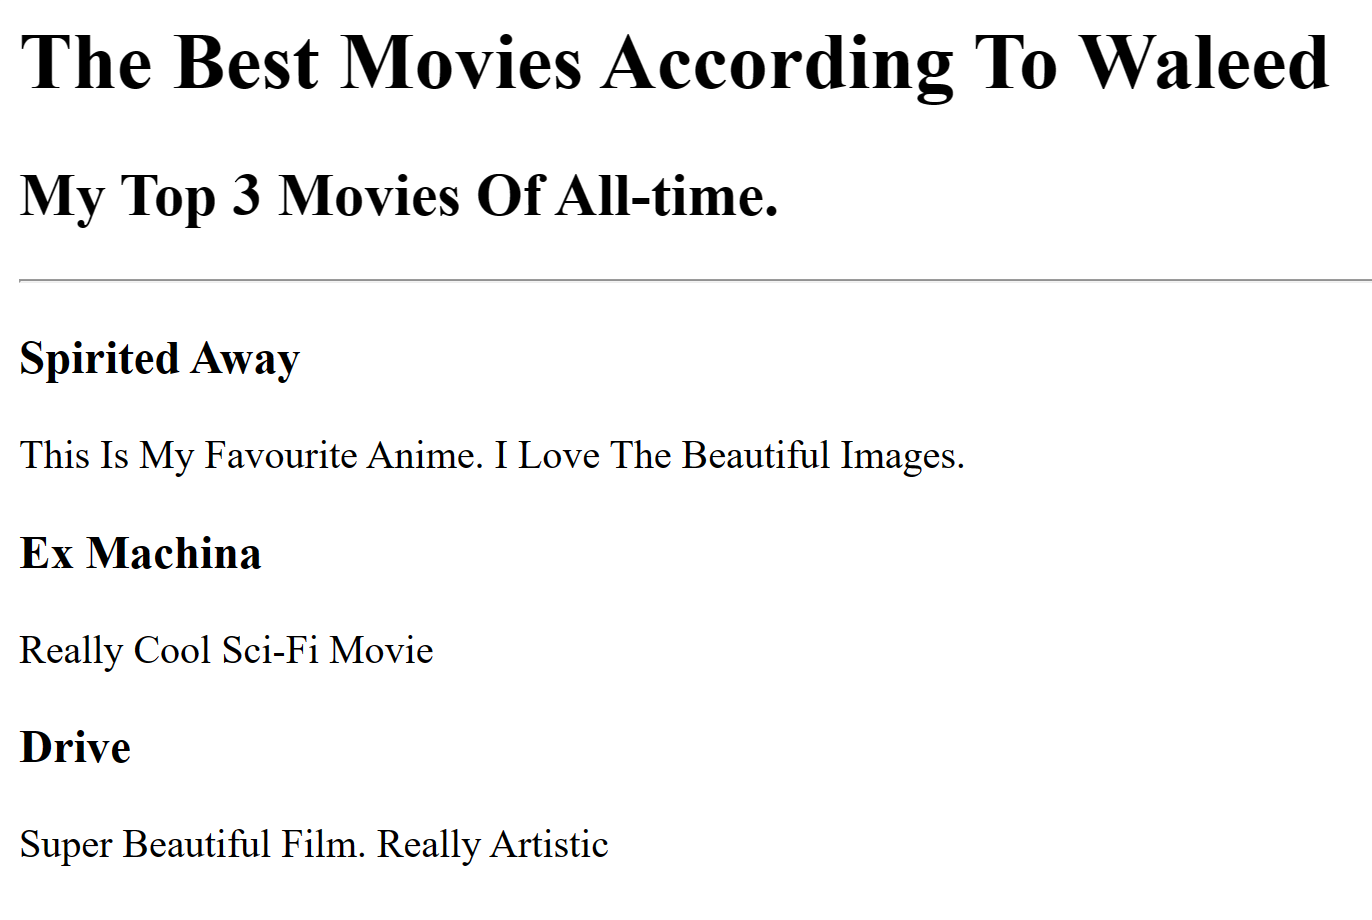 The Best Movies According To Waleed
My Top 3 Movies Of All-time.
Spirited Away
This Is My Favourite Anime. I Love The Beautiful Images.
Ex Machina
Really Cool Sci-Fi Movie
Drive
Super Beautiful Film. Really Artistic